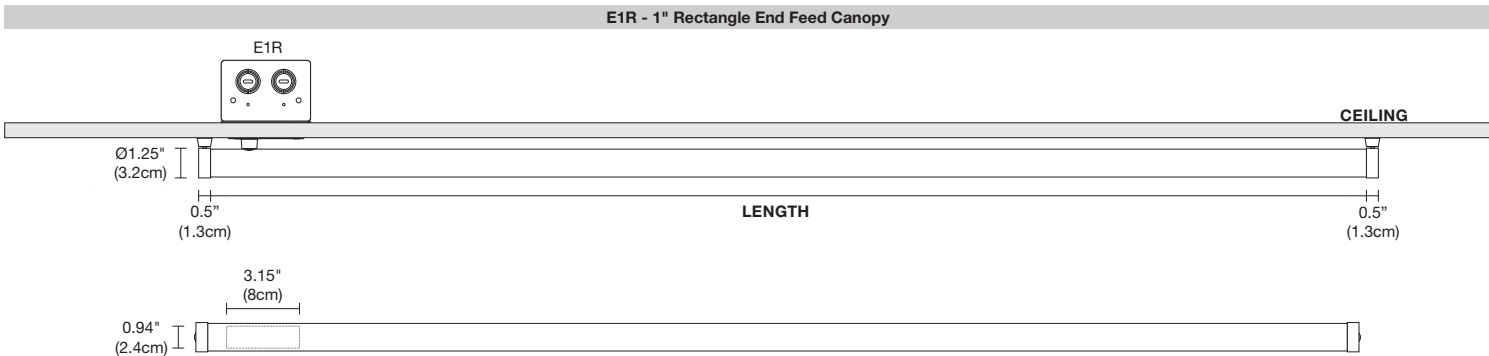 E1R - 1" Rectangle End Feed Canopy
E1R
CEILING
Ø1.25"
(3.2cm)
0.5”
(1.3cm)
LENGTH
0.5”
(1.3cm)
3.15"
(8cm)
0.94"
(2.4cm)